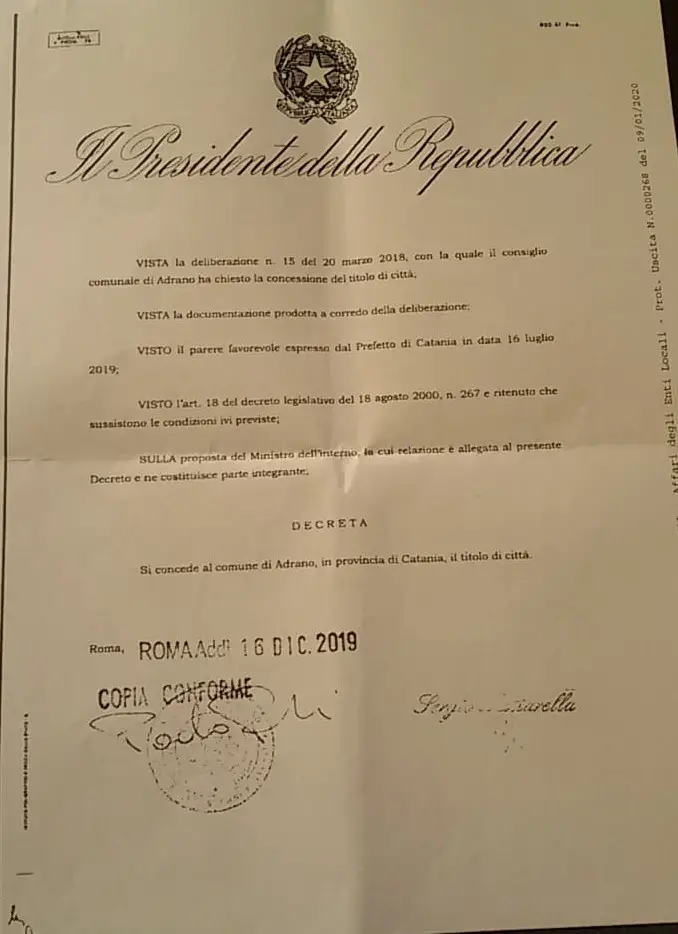 MOD. 61 Pres.
REPVBBLICA ITALIANA
Il Presidente della Repubblica
VISTA la deliberazione n. 15 del 20 marzo 2018, con la quale il consiglio
comunale di Adrano ha chiesto la concessione del titolo di città;
VISTA la documentazione prodotta a corredo della deliberazione;
VISTO il parere favorevole espresso dal Prefetto di Catania in data 16 luglio
2019;
VISTO l'art. 18 del decreto legislativo del 18 agosto 2000, n. 267 e ritenuto che
sussistono le condizioni ivi previste;
SULLA proposta del Ministro dell'interno, la cui relazione è allegata al presente
Decreto e ne costituisce parte integrante;
DECRETA
Si concede al comune di Adrano, in provincia di Catania, il titolo di città.
Roma, ROMA Addì 16 DIC. 2019
COPIA CONFORME
Affari degli Enti Locali - Prot. Uscita N.0000268 del 09/01/2020